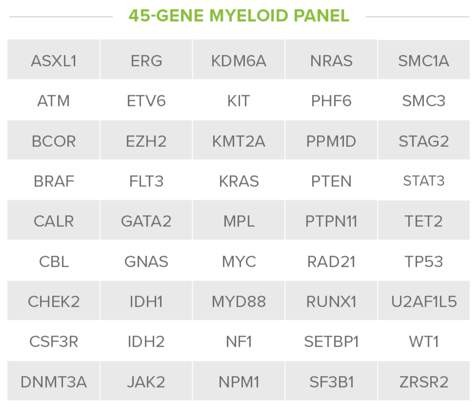 45-GENE MYELOID PANEL
ASXL1 ERG KDM6A NRAS SMC1A
ATM ETV6 KIT PHF6 SMC3
BCOR EZH2 KMT2A PPM1D STAG2
BRAF FLT3 KRAS PTEN STAT3
CALR GATA2 MPL PTPN11 TET2
CBL GNAS MYC RAD21 TP53
CHEK2 IDH1 MYD88 RUNX1 U2AF1L5
CSF3R IDH2 NF1 SETBP1 WT1
DNMT3A JAK2 NPM1 SF3B1 ZRSR2